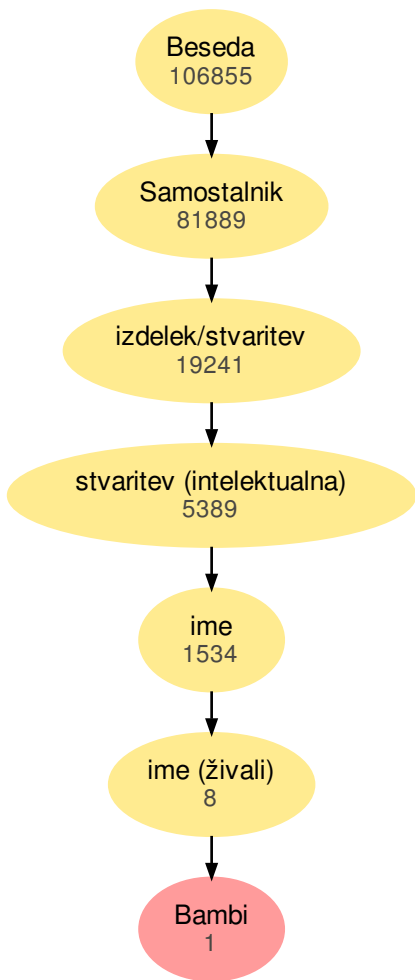 Beseda
106855
Samostalnik
81889
izdelek/stvaritev
19241
stvaritev (intelektualna)
5389
ime
1534
ime (živali)
8
Bambi
1